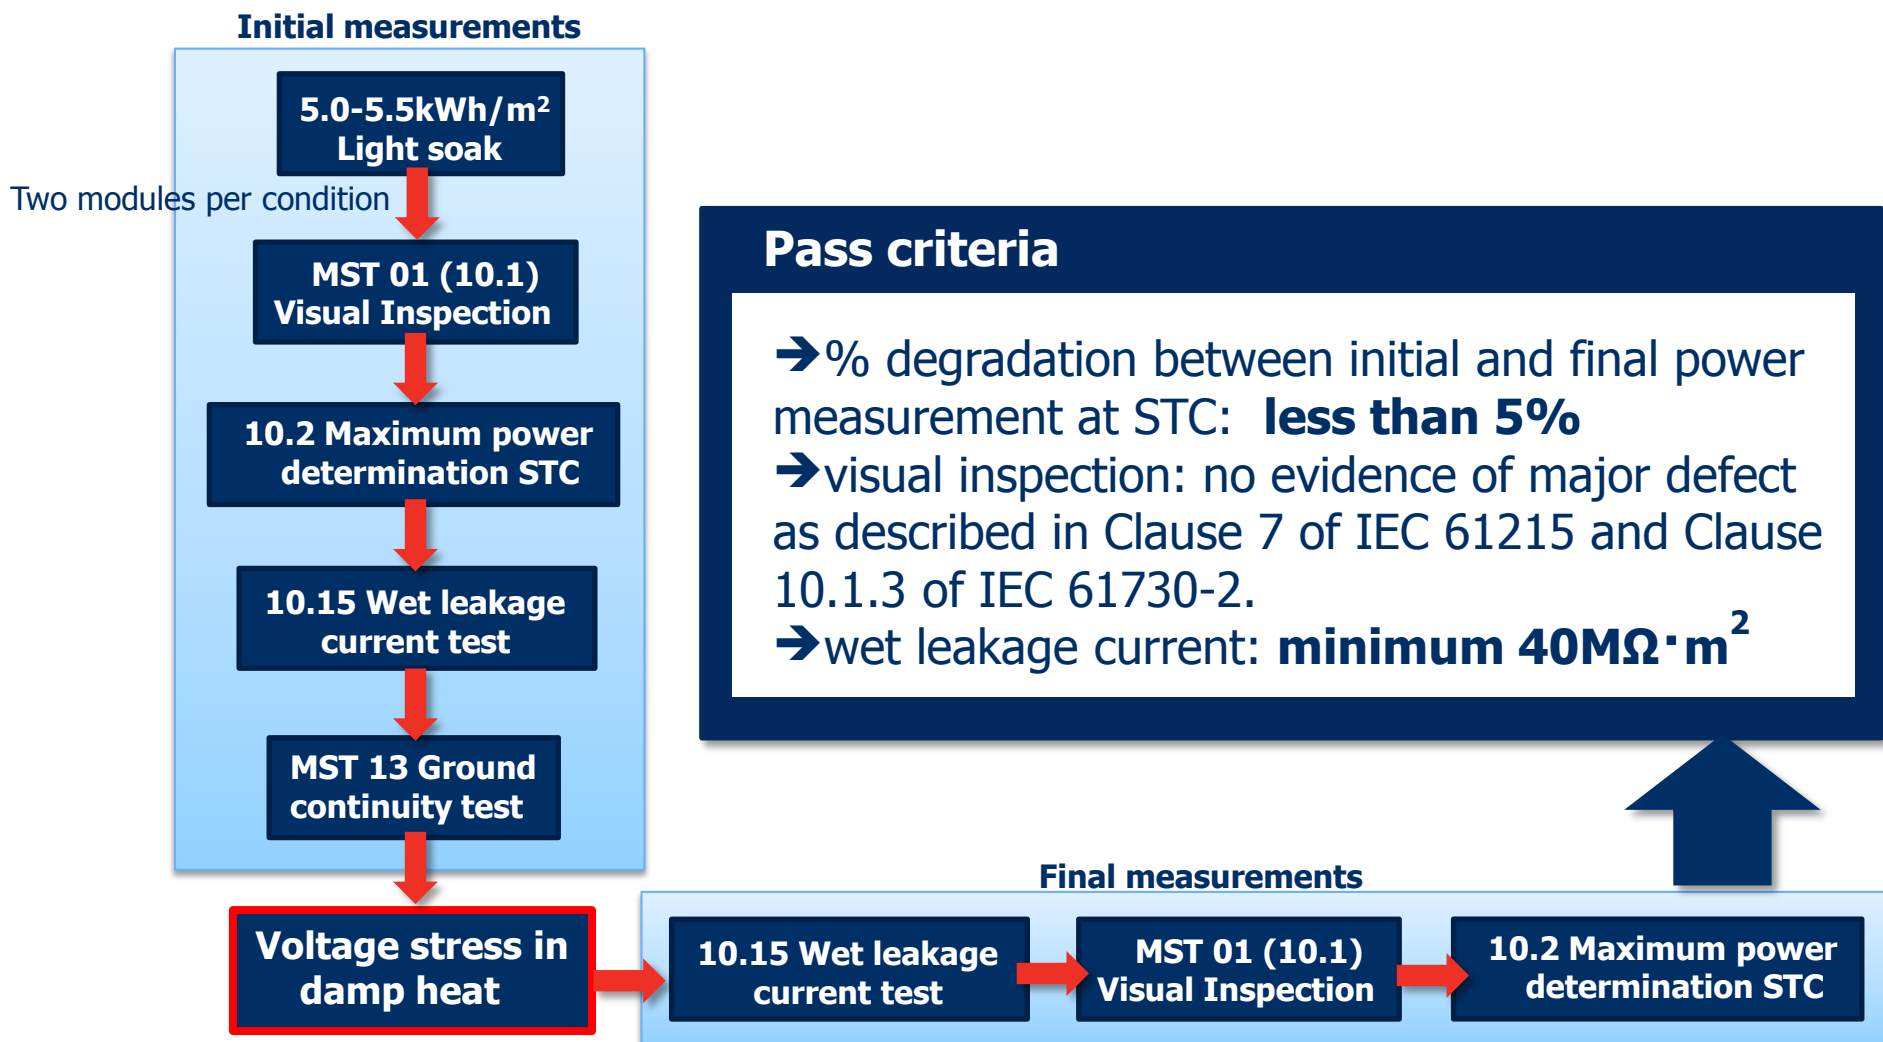 Initial measurements
5.0-5.5kWh/m²
Light soak
Two modules per condition
MST 01 (10.1)
Visual Inspection
10.2 Maximum power
determination STC
10.15 Wet leakage
current test
MST 13 Ground
continuity test
Voltage stress in
damp heat
Final measurements
10.15 Wet leakage
current test
MST 01 (10.1)
Visual Inspection
10.2 Maximum power
determination STC
Pass criteria
➔% degradation between initial and final power
measurement at STC: less than 5%
➔visual inspection: no evidence of major defect
as described in Clause 7 of IEC 61215 and Clause
10.1.3 of IEC 61730-2.
➔wet leakage current: minimum 40MΩ·m²